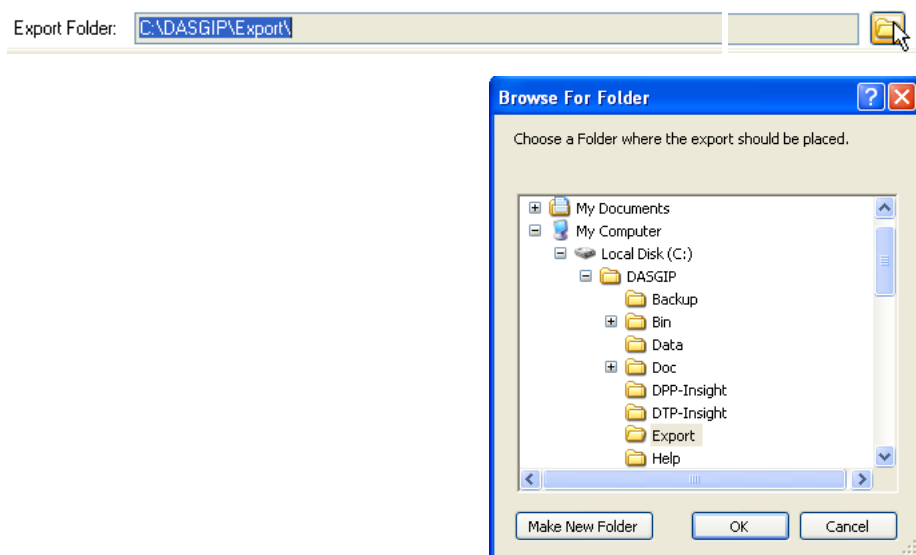 Export Folder: C:\DASGIP\Export\
Browse For Folder
Choose a Folder where the export should be placed.
My Documents
My Computer
Local Disk (C:)
DASGIP
Backup
Bin
Data
Doc
DPP-Insight
DTP-Insight
Export
Help
Make New Folder OK Cancel